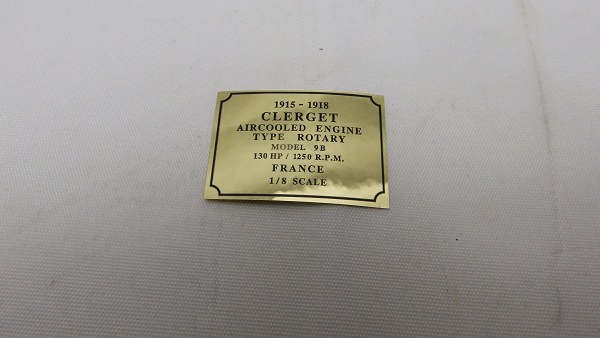 1915 - 1918
CLERGET
AIRCOOLED ENGINE
TYPE ROTARY
MODEL 9B
130 HP / 1250 R.P.M.
FRANCE
1/8 SCALE